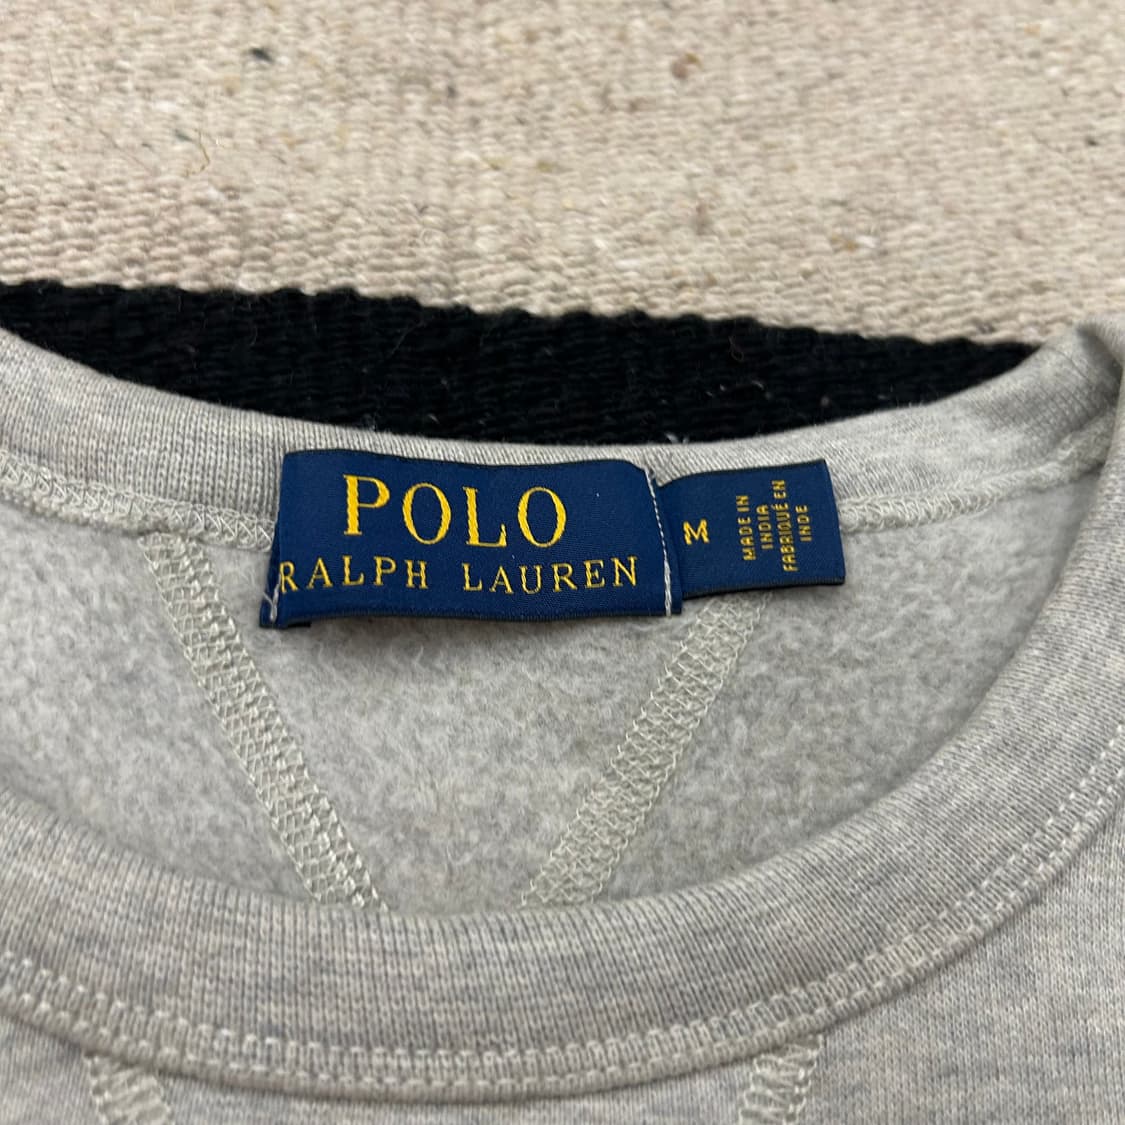 POLO
RALPH LAUREN
M
MADE IN
INDIA
FABRIQUÉ EN
INDE